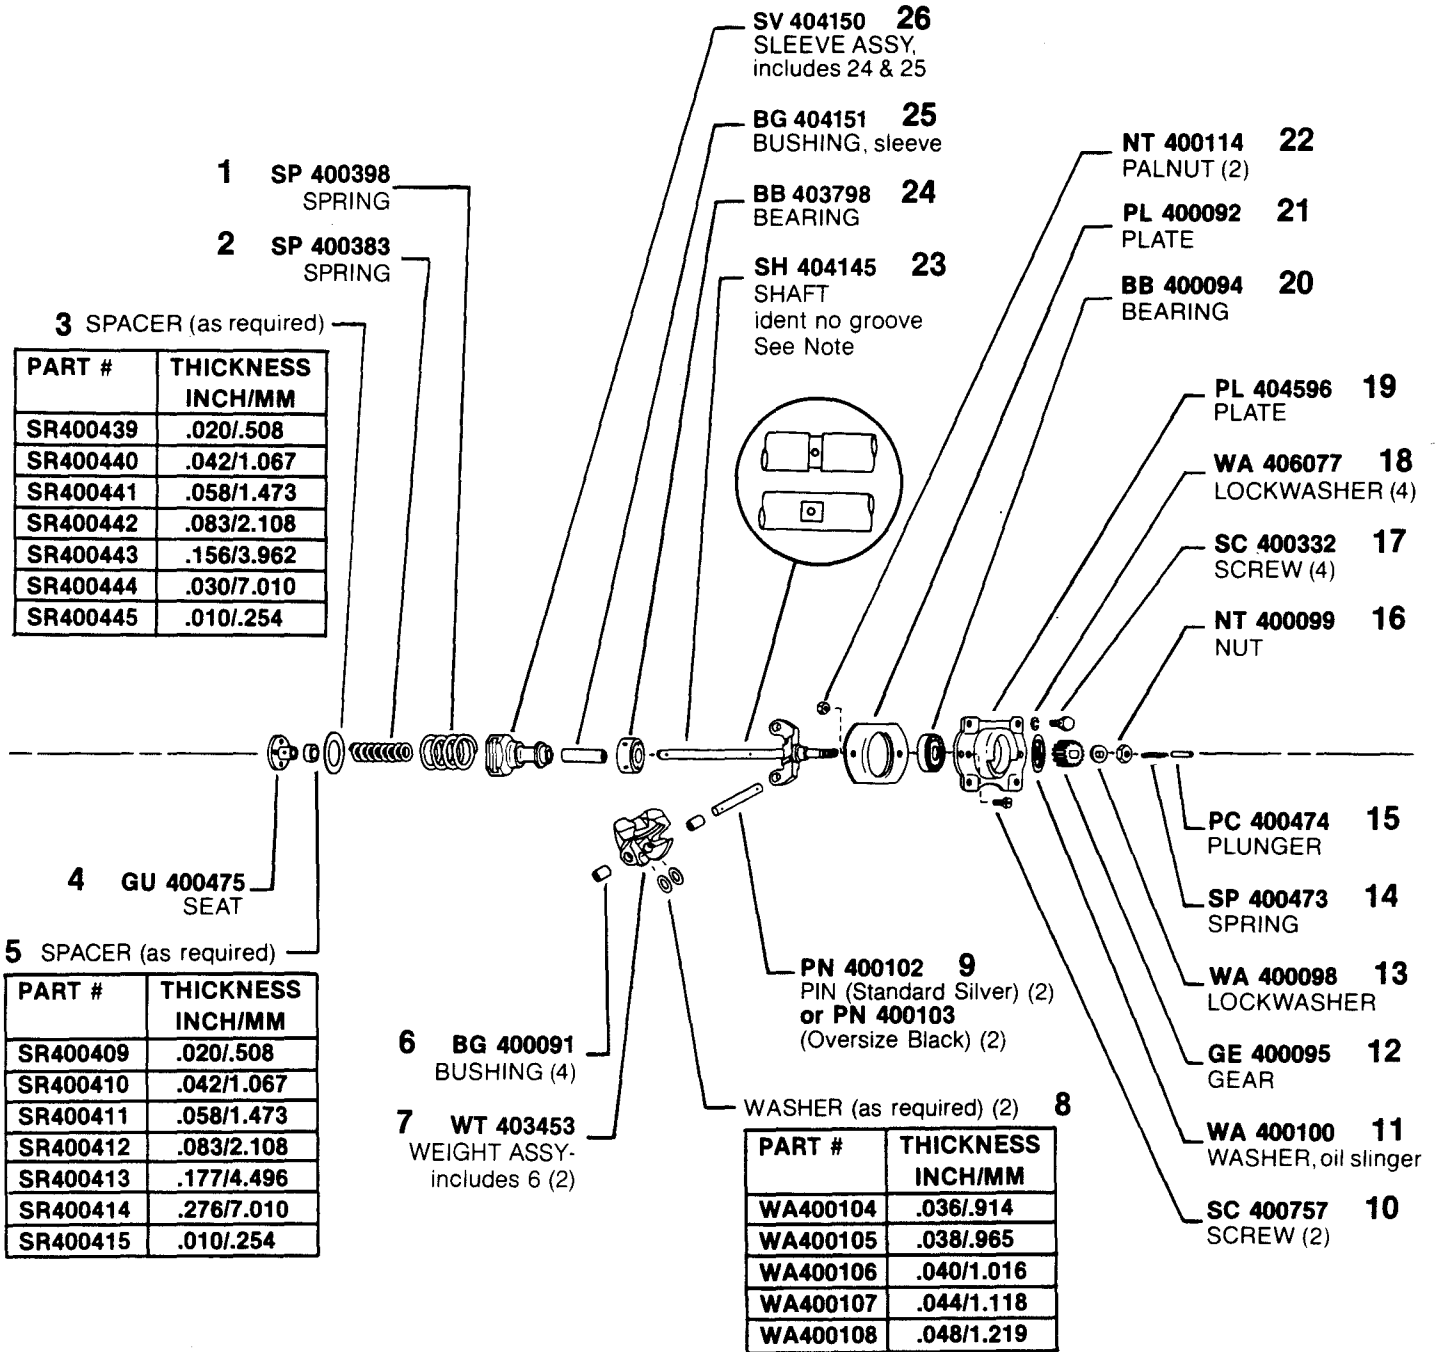 SV 404150 26
SLEEVE ASSY,
includes 24 & 25
BG 404151 25
BUSHING, sleeve
BB 403798 24
BEARING
SH 404145 23
SHAFT
ident no groove
See Note
NT 400114 22
PALNUT (2)
PL 400092 21
PLATE
BB 400094 20
BEARING
PL 404596 19
PLATE
WA 406077 18
LOCKWASHER (4)
SC 400332 17
SCREW (4)
NT 400099 16
NUT
1 SP 400398
SPRING
2 SP 400383
SPRING
3 SPACER (as required)
PART # THICKNESS
INCH/MM
SR400439 .020/.508
SR400440 .042/1.067
SR400441 .058/1.473
SR400442 .083/2.108
SR400443 .156/3.962
SR400444 .030/7.010
SR400445 .010/.254
4 GU 400475
SEAT
5 SPACER (as required)
PART # THICKNESS
INCH/MM
SR400409 .020/.508
SR400410 .042/1.067
SR400411 .058/1.473
SR400412 .083/2.108
SR400413 .177/4.496
SR400414 .276/7.010
SR400415 .010/.254
6 BG 400091
BUSHING (4)
7 WT 403453
WEIGHT ASSY-
includes 6 (2)
PN 400102 9
PIN (Standard Silver) (2)
or PN 400103
(Oversize Black) (2)
WASHER (as required) (2) 8
PART # THICKNESS
INCH/MM
WA400104 .036/.914
WA400105 .038/.965
WA400106 .040/1.016
WA400107 .044/1.118
WA400108 .048/1.219
PC 400474 15
PLUNGER
SP 400473 14
SPRING
WA 400098 13
LOCKWASHER
GE 400095 12
GEAR
WA 400100 11
WASHER, oil slinger
SC 400757 10
SCREW (2)